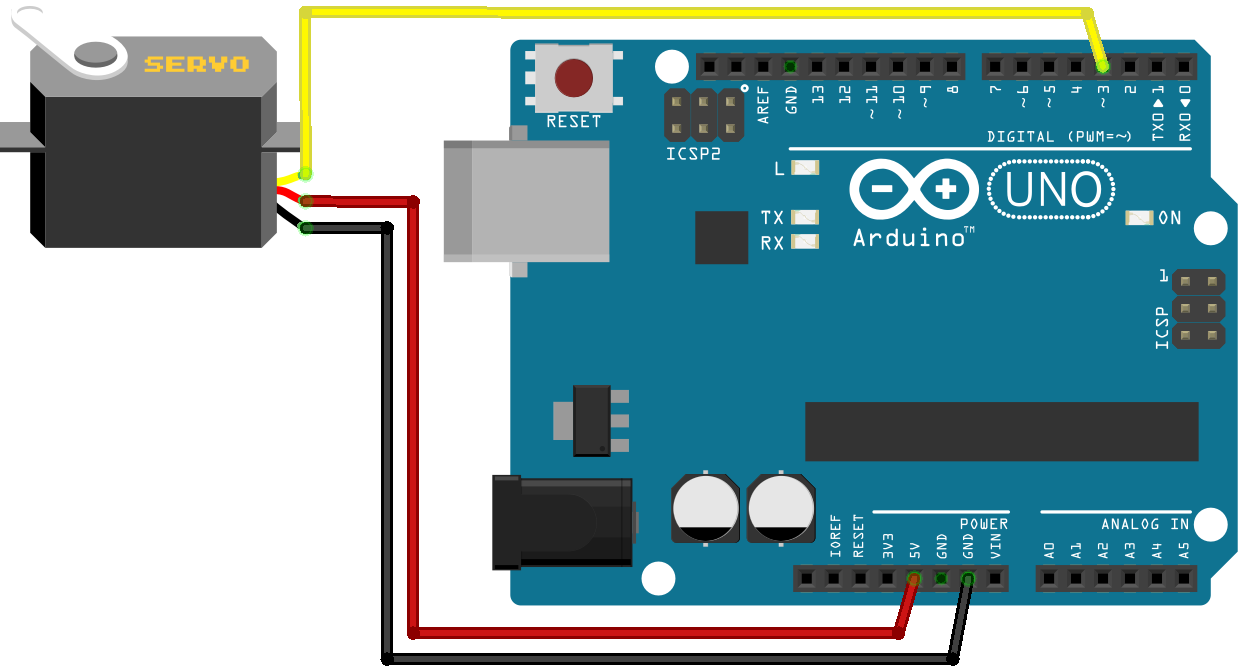 SERVO
RESET
ICSP2
AREF
GND
13
12
~11
~10
~9
8
7
~6
~5
4
~3
2
TX0▶1
RX0◀0
DIGITAL (PWM=~)
L
TX
RX
UNO
Arduino™
ON
1
ICSP
IOREF
RESET
3V3
5V
GND
GND
VIN
POWER
ANALOG IN
A0
A1
A2
A3
A4
A5